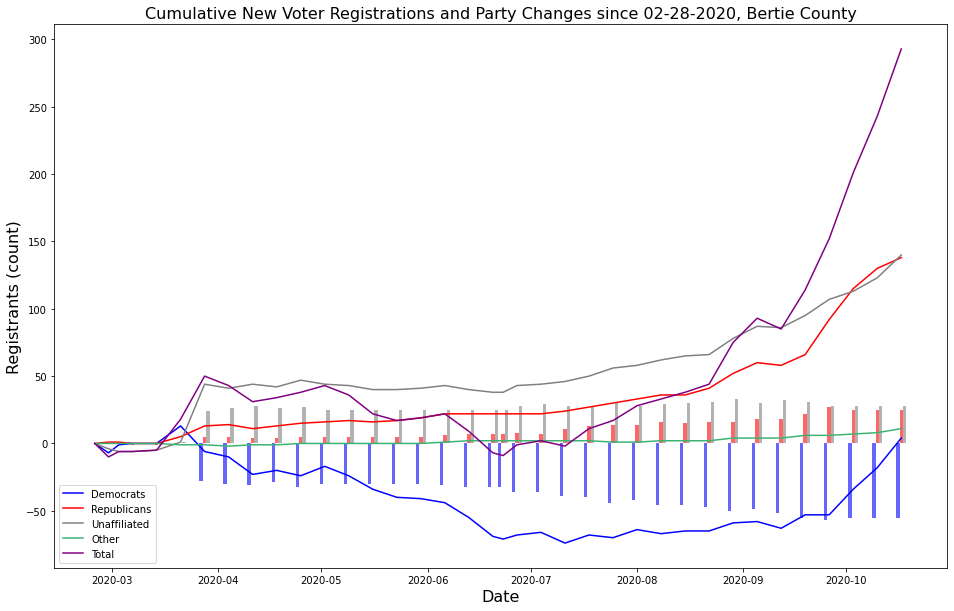 Cumulative New Voter Registrations and Party Changes since 02-28-2020, Bertie County
Registrants (count)
300
250
200
150
100
50
0
−50
Democrats
Republicans
Unaffiliated
Other
Total
2020-03 2020-04 2020-05 2020-06 2020-07 2020-08 2020-09 2020-10
Date